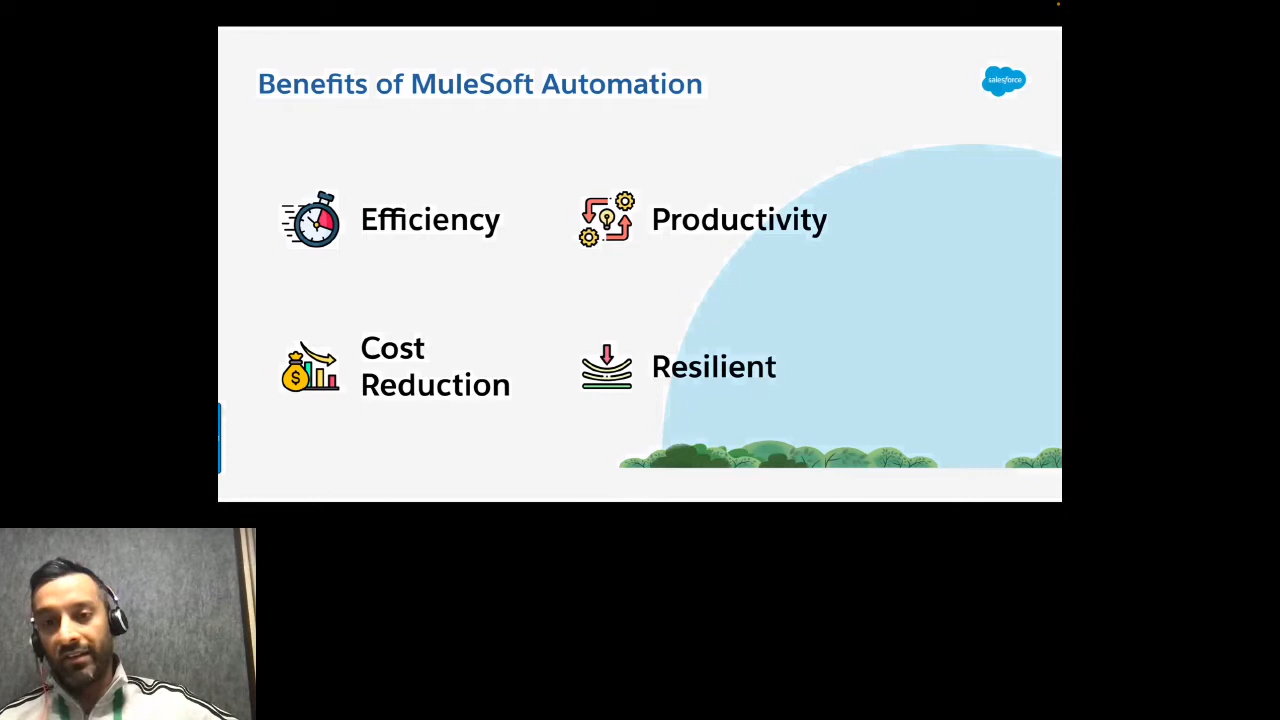 Benefits of MuleSoft Automation
salesforce
Efficiency
Productivity
Cost
Reduction
Resilient